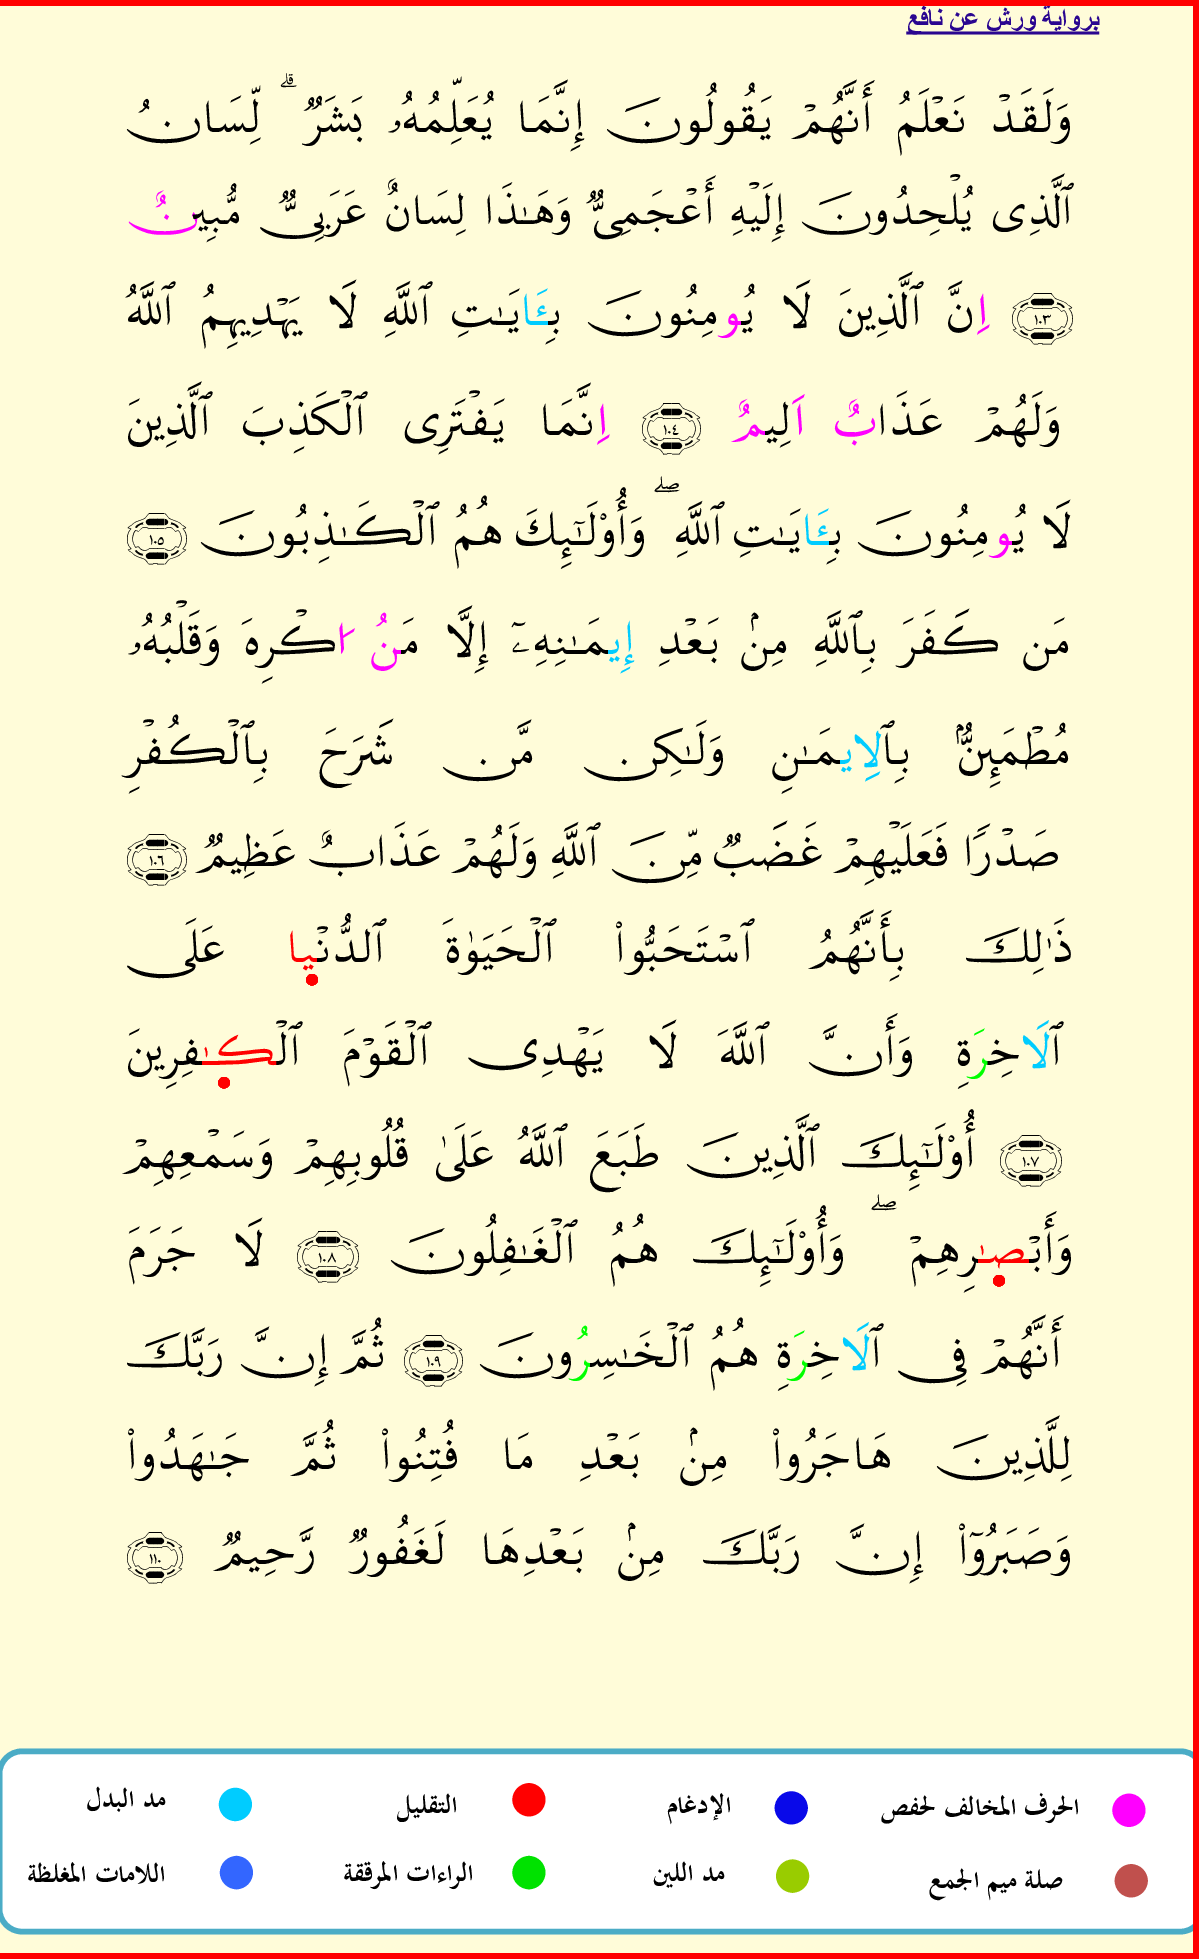 برواية ورش عن نافع
وَلَقَدْ نَعْلَمُ أَنَّهُمْ يَقُولُونَ إِنَّمَا يُعَلِّمُهُۥ بَشَرٌ ۗ لِّسَانُ
ٱلَّذِى يُلْحِدُونَ إِلَيْهِ أَعْجَمِىٌّ وَهَـٰذَا لِسَانٌ عَرَبِىٌّ مُّبِينٌ
١٠٣ اِنَّ ٱلَّذِينَ لَا يُومِنُونَ بِـَٔايَـٰتِ ٱللَّهِ لَا يَهْدِيهِمُ ٱللَّهُ
وَلَهُمْ عَذَابٌ اَلِيمٌ ١٠٤ اِنَّمَا يَفْتَرِى ٱلْكَذِبَ ٱلَّذِينَ
لَا يُومِنُونَ بِـَٔايَـٰتِ ٱللَّهِ ۖ وَأُوْلَـٰٓئِكَ هُمُ ٱلْكَـٰذِبُونَ ١٠٥
مَن كَفَرَ بِٱللَّهِ مِنۢ بَعْدِ إِيمَـٰنِهِۦٓ إِلَّا مَنُ ا۟كْرِهَ وَقَلْبُهُۥ
مُطْمَئِنٌّۢ بِٱلِايمَـٰنِ وَلَـٰكِن مَّن شَرَحَ بِٱلْكُفْرِ
صَدْرًا فَعَلَيْهِمْ غَضَبٌ مِّنَ ٱللَّهِ وَلَهُمْ عَذَابٌ عَظِيمٌ ١٠٦
ذَٰلِكَ بِأَنَّهُمُ ٱسْتَحَبُّواْ ٱلْحَيَوٰةَ ٱلدُّنْيا عَلَى
ٱلَاخِرَةِ وَأَنَّ ٱللَّهَ لَا يَهْدِى ٱلْقَوْمَ ٱلْكـٰفِرِينَ
١٠٧ أُوْلَـٰٓئِكَ ٱلَّذِينَ طَبَعَ ٱللَّهُ عَلَىٰ قُلُوبِهِمْ وَسَمْعِهِمْ
وَأَبْصـٰرِهِمْ ۖ وَأُوْلَـٰٓئِكَ هُمُ ٱلْغَـٰفِلُونَ ١٠٨ لَا جَرَمَ
أَنَّهُمْ فِى ٱلَاخِرَةِ هُمُ ٱلْخَـٰسِرُونَ ١٠٩ ثُمَّ إِنَّ رَبَّكَ
لِلَّذِينَ هَاجَرُواْ مِنۢ بَعْدِ مَا فُتِنُواْ ثُمَّ جَـٰهَدُواْ
وَصَبَرُوٓاْ إِنَّ رَبَّكَ مِنۢ بَعْدِهَا لَغَفُورٌ رَّحِيمٌ ١١٠
الحرف المخالف لحفص الإدغام التقليل مد البدل
صلة ميم الجمع مد اللين الراءات المرققة اللامات المغلظة